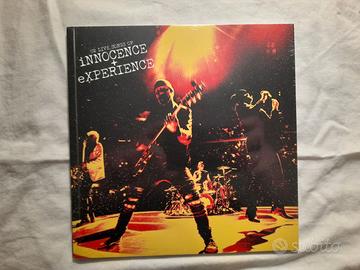 U2 LIVE SONGS OF
iNNOCENCE
+
eXPERIENCE
subito